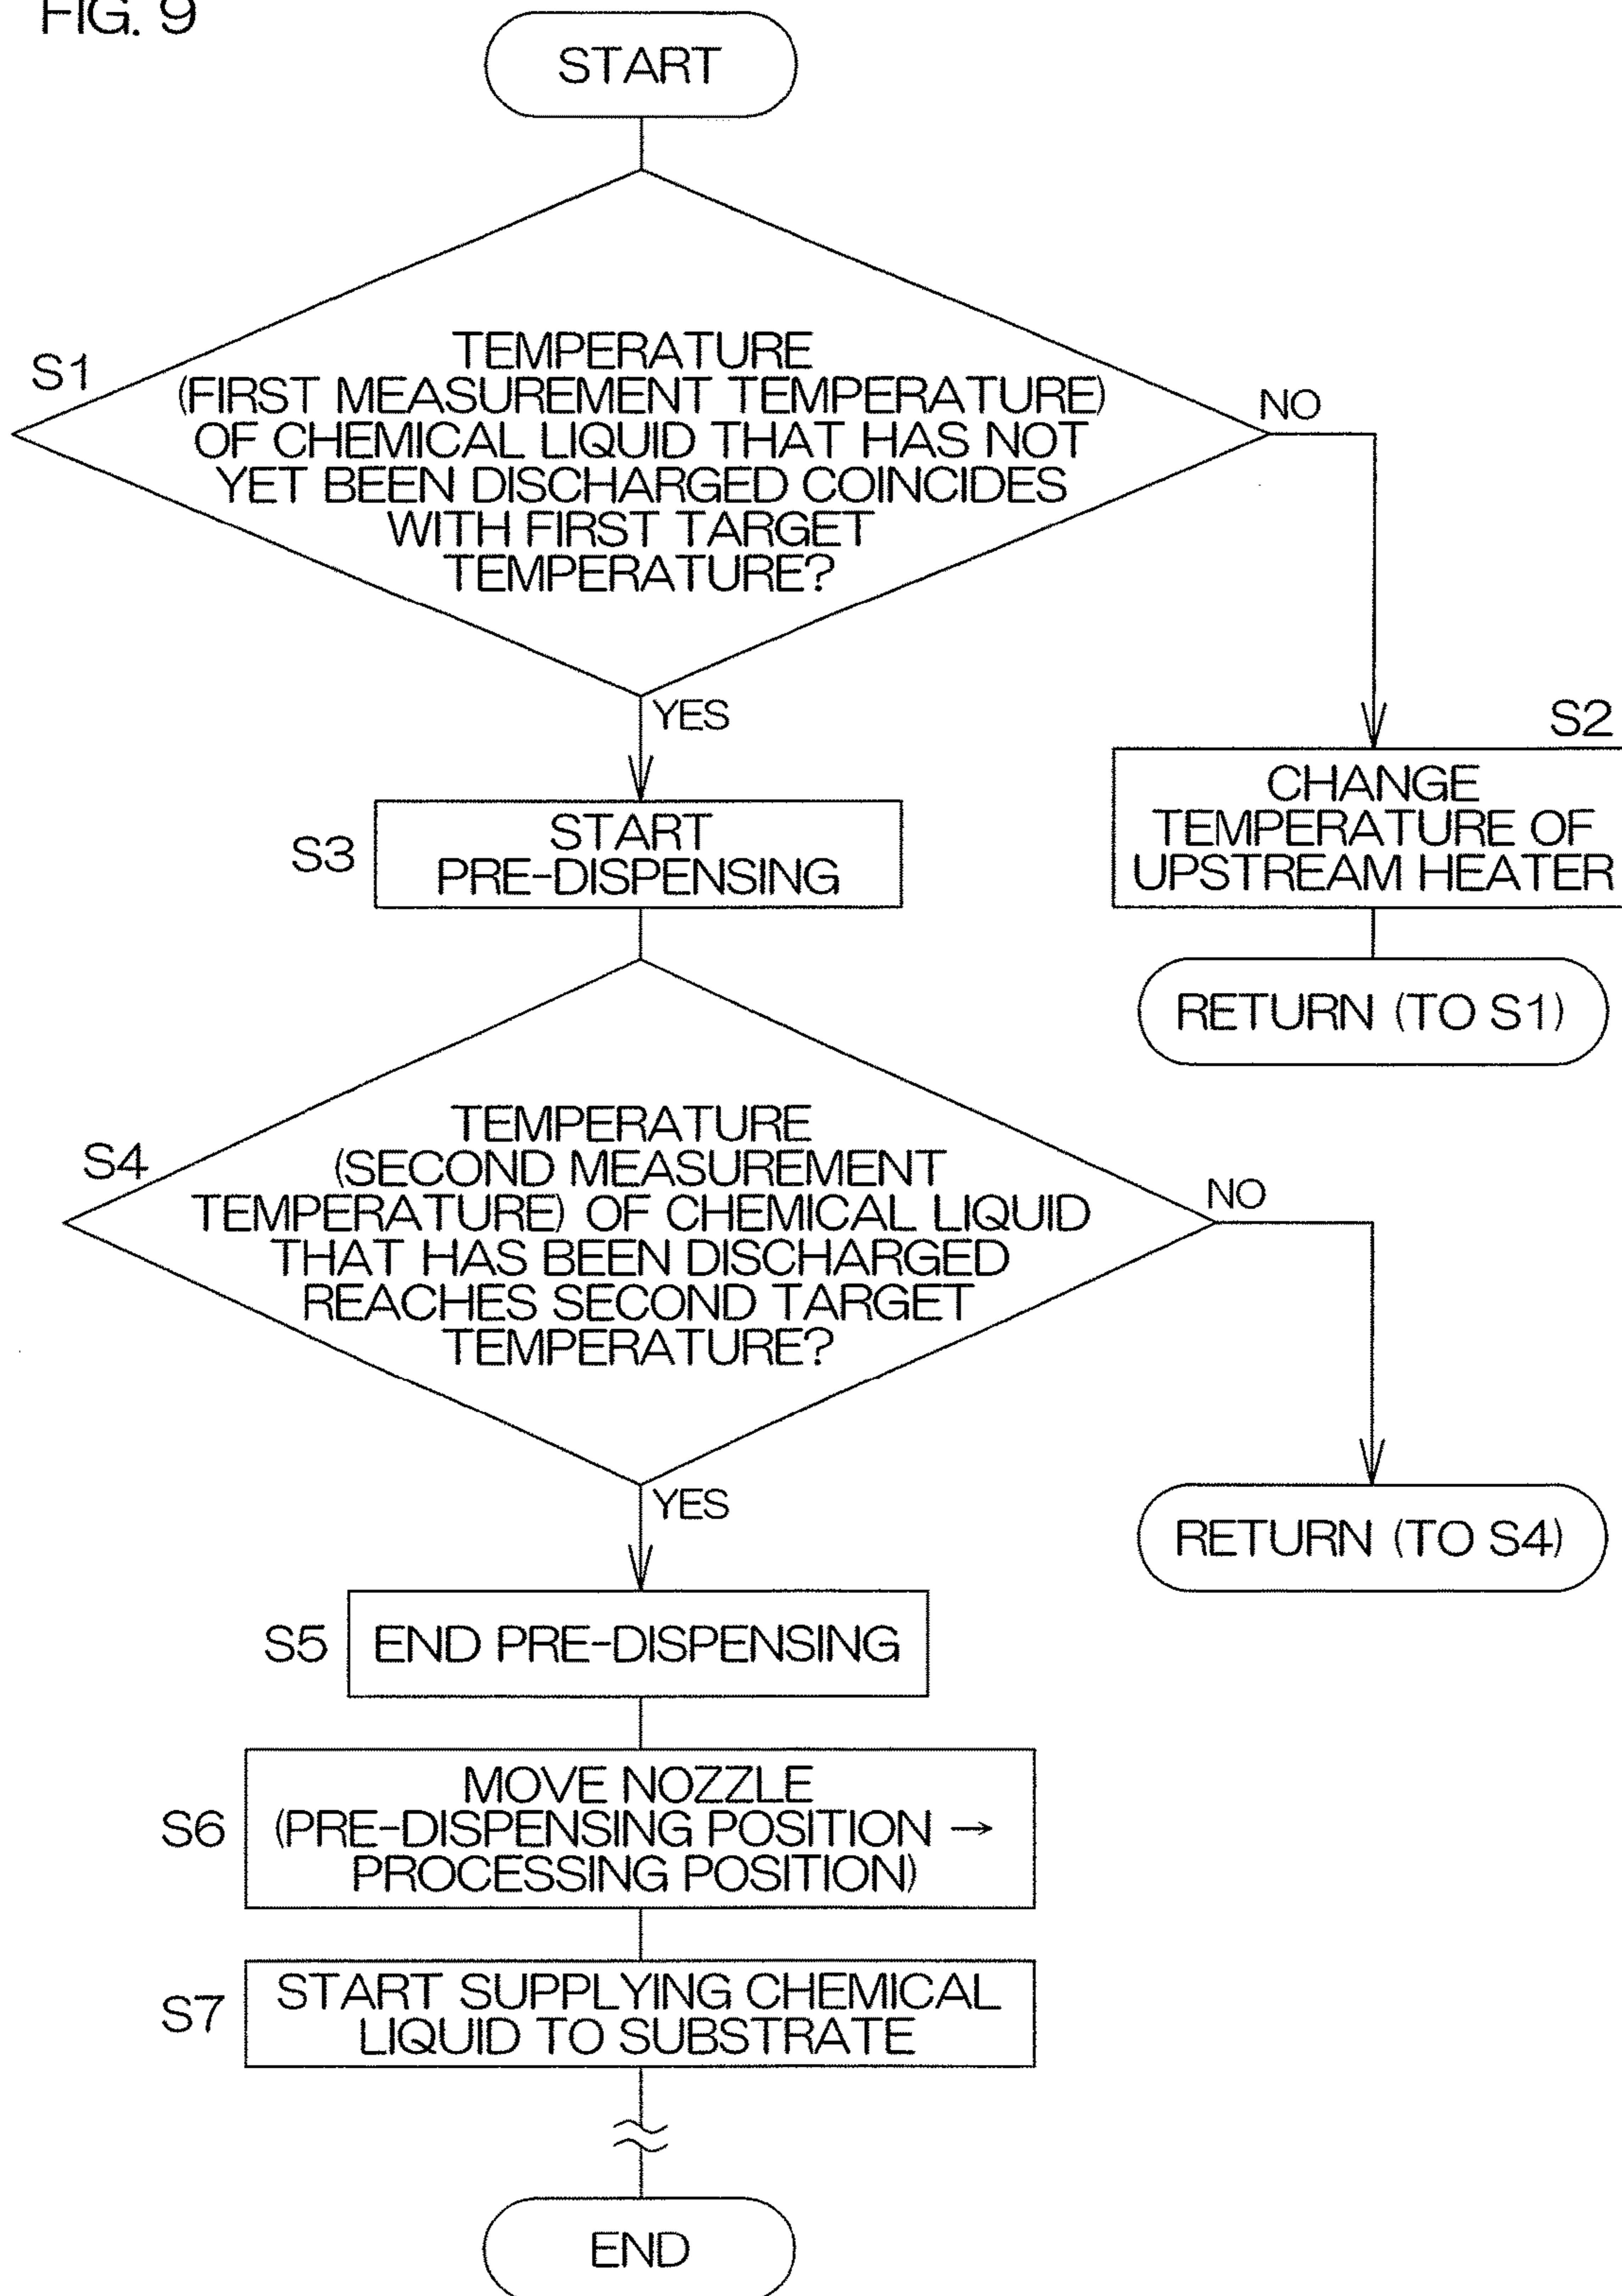 FIG. 9
START
S1
TEMPERATURE
(FIRST MEASUREMENT TEMPERATURE)
OF CHEMICAL LIQUID THAT HAS NOT
YET BEEN DISCHARGED COINCIDES
WITH FIRST TARGET
TEMPERATURE?
NO
YES
S2
CHANGE
TEMPERATURE OF
UPSTREAM HEATER
RETURN (TO S1)
S3
START
PRE-DISPENSING
S4
TEMPERATURE
(SECOND MEASUREMENT
TEMPERATURE) OF CHEMICAL LIQUID
THAT HAS BEEN DISCHARGED
REACHES SECOND TARGET
TEMPERATURE?
NO
YES
RETURN (TO S4)
S5
END PRE-DISPENSING
S6
MOVE NOZZLE
(PRE-DISPENSING POSITION →
PROCESSING POSITION)
S7
START SUPPLYING CHEMICAL
LIQUID TO SUBSTRATE
END